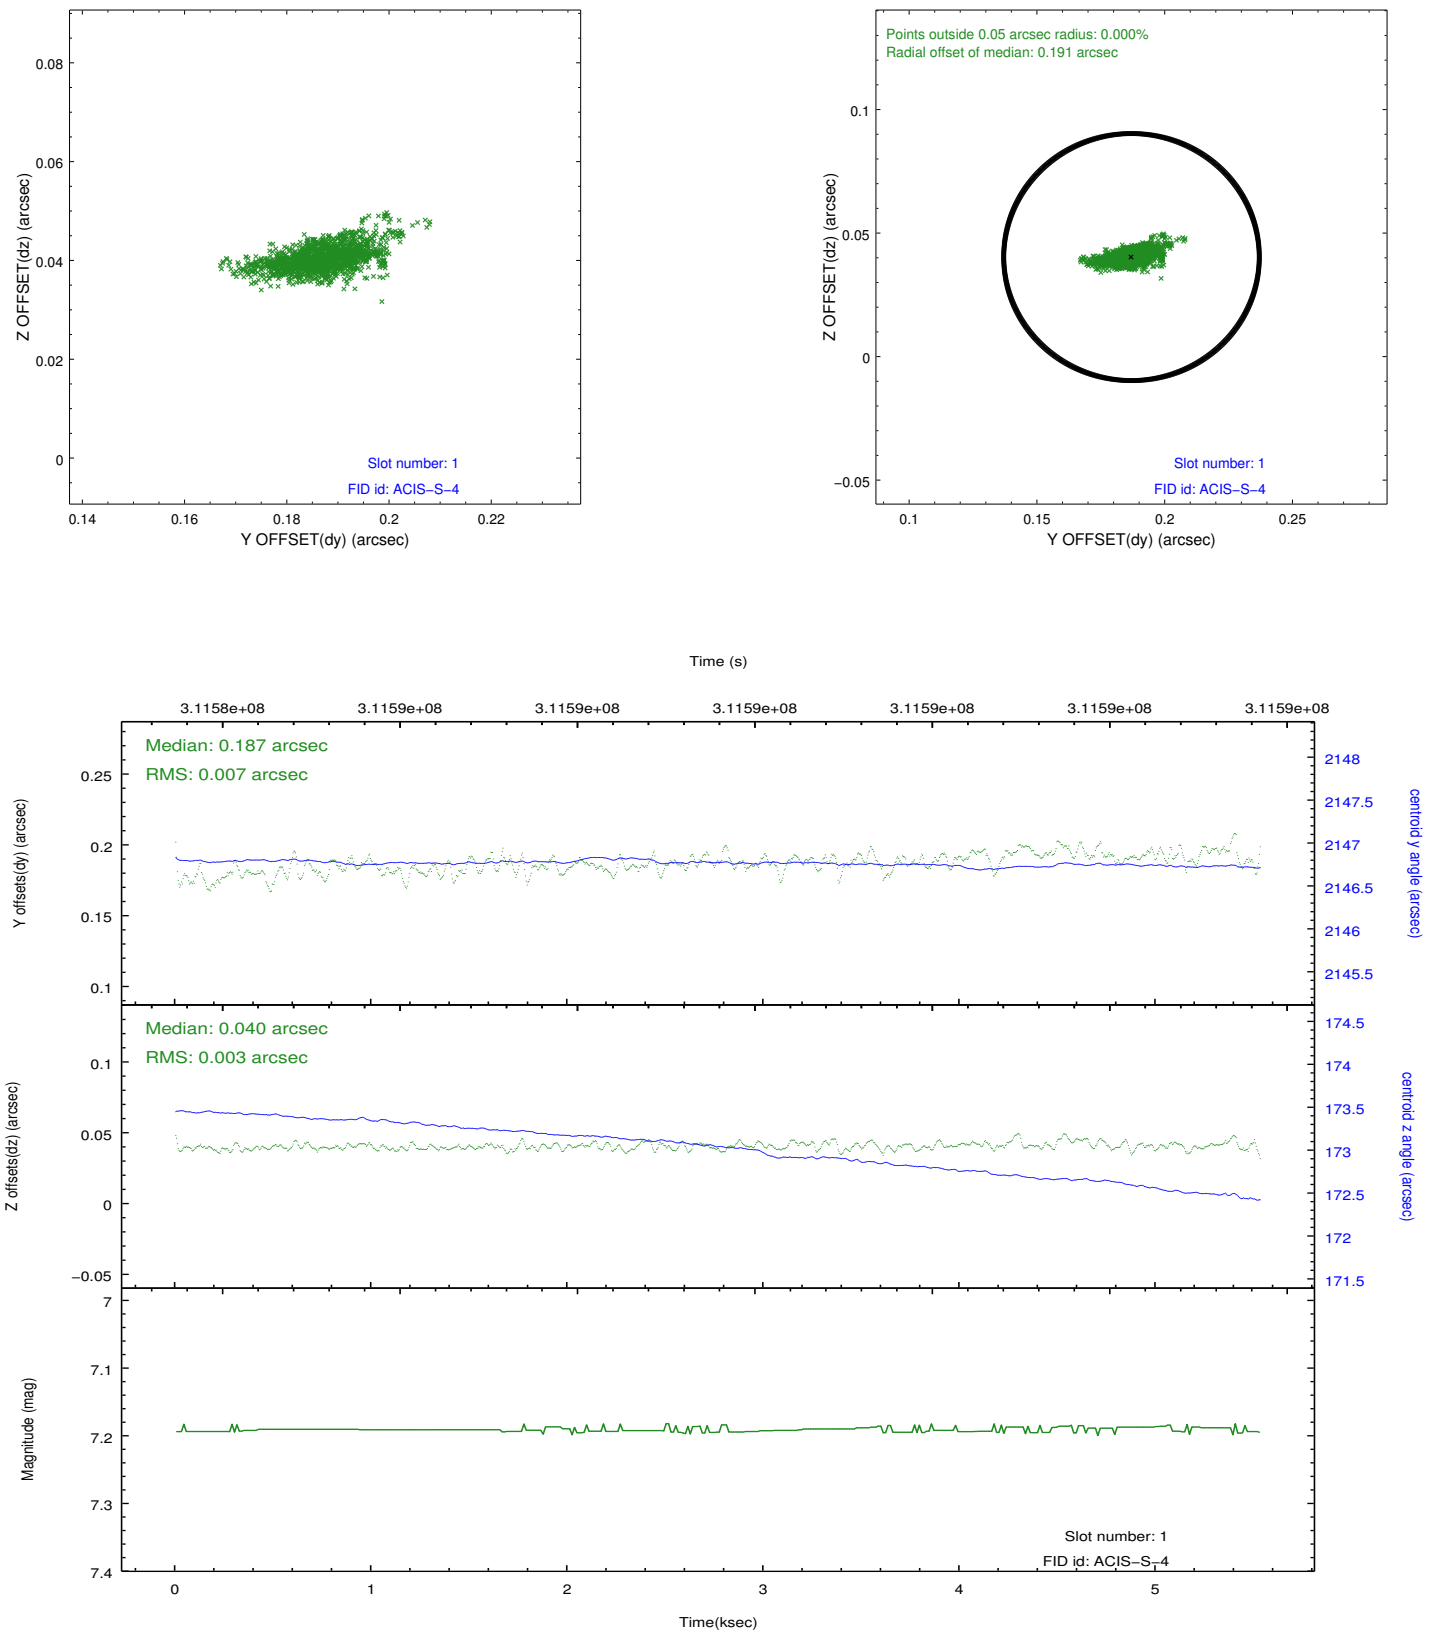 0.08
0.06
0.04
0.02
0
Z OFFSET(dz) (arcsec)
Slot number: 1
FID id: ACIS−S−4
0.14 0.16 0.18 0.2 0.22
Y OFFSET(dy) (arcsec)
Points outside 0.05 arcsec radius: 0.000%
Radial offset of median: 0.191 arcsec
0.1
0.05
0
−0.05
Z OFFSET(dz) (arcsec)
Slot number: 1
FID id: ACIS−S−4
0.1 0.15 0.2 0.25
Y OFFSET(dy) (arcsec)
Time (s)
3.1158e+08 3.1159e+08 3.1159e+08 3.1159e+08 3.1159e+08 3.1159e+08 3.1159e+08
Median: 0.187 arcsec
RMS: 0.007 arcsec
0.25
0.2
0.15
0.1
Y offsets(dy) (arcsec)
2148
2147.5
2147
2146.5
2146
2145.5
centroid y angle (arcsec)
Median: 0.040 arcsec
RMS: 0.003 arcsec
0.1
0.05
0
−0.05
Z offsets(dz) (arcsec)
174.5
174
173.5
173
172.5
172
171.5
centroid z angle (arcsec)
7
7.1
7.2
7.3
7.4
Magnitude (mag)
Slot number: 1
FID id: ACIS−S−4
0 1 2 3 4 5
Time(ksec)